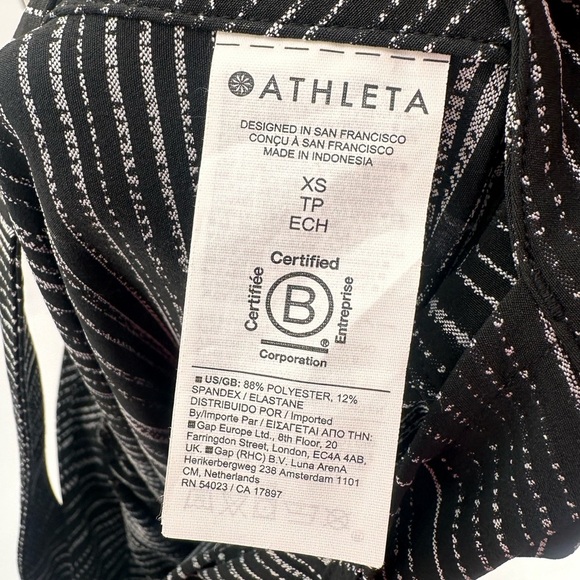 ATHLETA
DESIGNED IN SAN FRANCISCO
CONÇU À SAN FRANCISCO
MADE IN INDONESIA
XS
TP
ECH
Certified
Certifiée
B
Entreprise
®
Corporation
US/GB: 88% POLYESTER, 12%
SPANDEX / ELASTANE
DISTRIBUIDO POR / Imported
By/Importe Par / ΕΙΣΑΓΕΤΑΙ ΑΠΟ ΤΗΝ:
Gap Europe Ltd., 8th Floor, 20
Farringdon Street, London, EC4A 4AB,
UK. Gap (RHC) B.V. Luna ArenA
Herikerbergweg 238 Amsterdam 1101
CM, Netherlands
RN 54023 / CA 17897